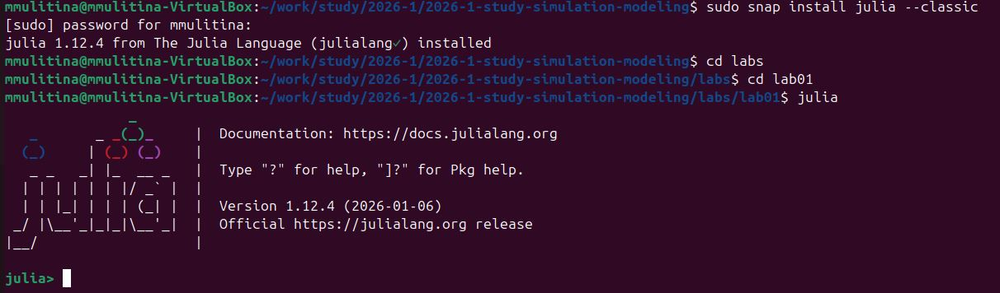 mmulitina@mmulitina-VirtualBox:~/work/study/2026-1/2026-1-study-simulation-modeling$ sudo snap install julia --classic
[sudo] password for mmulitina:
julia 1.12.4 from The Julia Language (julialang✓) installed
mmulitina@mmulitina-VirtualBox:~/work/study/2026-1/2026-1-study-simulation-modeling$ cd labs
mmulitina@mmulitina-VirtualBox:~/work/study/2026-1/2026-1-study-simulation-modeling/labs$ cd lab01
mmulitina@mmulitina-VirtualBox:~/work/study/2026-1/2026-1-study-simulation-modeling/labs/lab01$ julia
               _
   _       _ _(_)_     |  Documentation: https://docs.julialang.org
  (_)     | (_) (_)    |
   _ _   _| |_  __ _   |  Type "?" for help, "]?" for Pkg help.
  | | | | | | |/ _` |  |
  | | |_| | | | (_| |  |  Version 1.12.4 (2026-01-06)
 _/ |\__'_|_|_|\__'_|  |  Official https://julialang.org release
|__/                   |
julia>